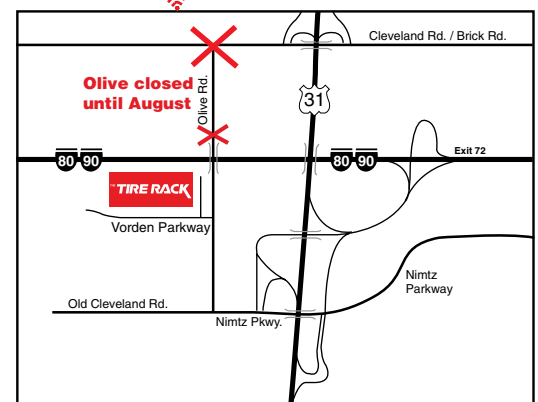 Cleveland Rd. / Brick Rd.
Olive closed
until August
Olive Rd.
31
80 90
80 90
Exit 72
TIRE RACK
Vorden Parkway
Nimtz
Parkway
Old Cleveland Rd.
Nimtz Pkwy.